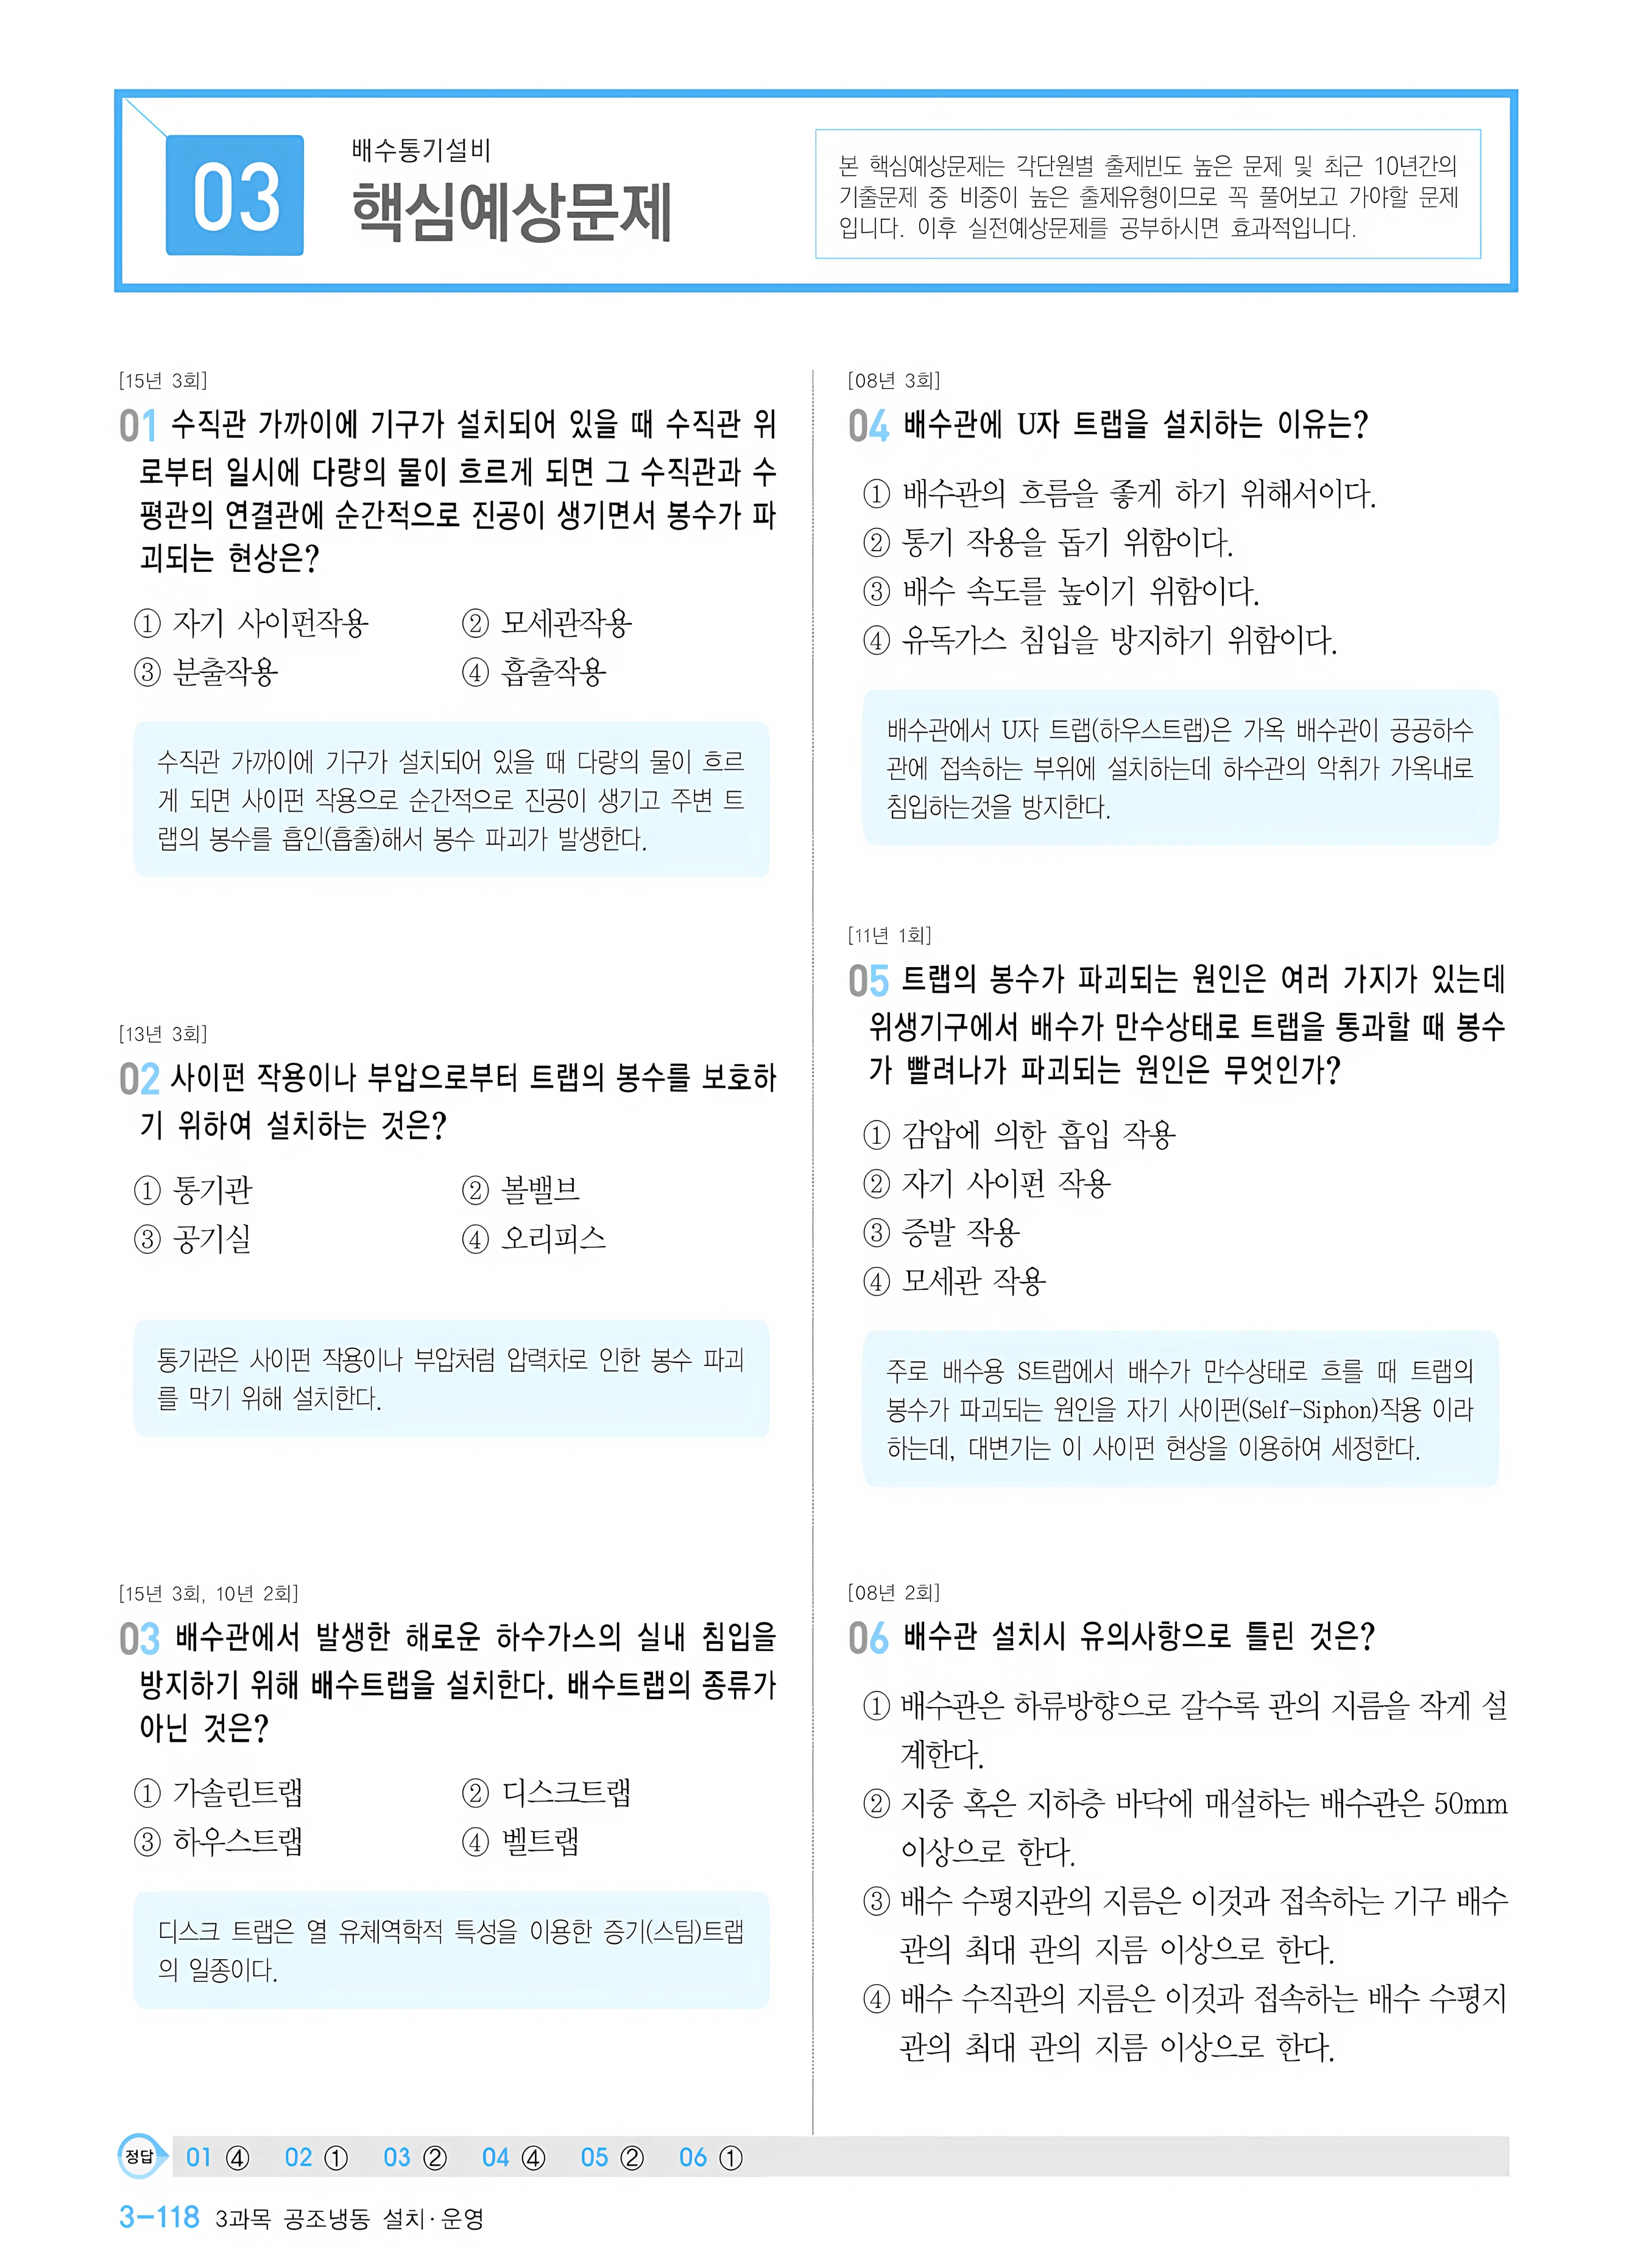 03
배수통기설비
핵심예상문제
본 핵심예상문제는 각단원별 출제빈도 높은 문제 및 최근 10년간의
기출문제 중 비중이 높은 출제유형이므로 꼭 풀어보고 가야할 문제
입니다. 이후 실전예상문제를 공부하시면 효과적입니다.
[15년 3회]
01 수직관 가까이에 기구가 설치되어 있을 때 수직관 위
로부터 일시에 다량의 물이 흐르게 되면 그 수직관과 수
평관의 연결관에 순간적으로 진공이 생기면서 봉수가 파
괴되는 현상은?
① 자기 사이펀작용 ② 모세관작용
③ 분출작용 ④ 흡출작용
수직관 가까이에 기구가 설치되어 있을 때 다량의 물이 흐르
게 되면 사이펀 작용으로 순간적으로 진공이 생기고 주변 트
랩의 봉수를 흡인(흡출)해서 봉수 파괴가 발생한다.
[13년 3회]
02 사이펀 작용이나 부압으로부터 트랩의 봉수를 보호하
기 위하여 설치하는 것은?
① 통기관 ② 볼밸브
③ 공기실 ④ 오리피스
통기관은 사이펀 작용이나 부압처럼 압력차로 인한 봉수 파괴
를 막기 위해 설치한다.
[15년 3회, 10년 2회]
03 배수관에서 발생한 해로운 하수가스의 실내 침입을
방지하기 위해 배수트랩을 설치한다. 배수트랩의 종류가
아닌 것은?
① 가솔린트랩 ② 디스크트랩
③ 하우스트랩 ④ 벨트랩
디스크 트랩은 열 유체역학적 특성을 이용한 증기(스팀)트랩
의 일종이다.
[08년 3회]
04 배수관에 U자 트랩을 설치하는 이유는?
① 배수관의 흐름을 좋게 하기 위해서이다.
② 통기 작용을 돕기 위함이다.
③ 배수 속도를 높이기 위함이다.
④ 유독가스 침입을 방지하기 위함이다.
배수관에서 U자 트랩(하우스트랩)은 가옥 배수관이 공공하수
관에 접속하는 부위에 설치하는데 하수관의 악취가 가옥내로
침입하는것을 방지한다.
[11년 1회]
05 트랩의 봉수가 파괴되는 원인은 여러 가지가 있는데
위생기구에서 배수가 만수상태로 트랩을 통과할 때 봉수
가 빨려나가 파괴되는 원인은 무엇인가?
① 감압에 의한 흡입 작용
② 자기 사이펀 작용
③ 증발 작용
④ 모세관 작용
주로 배수용 S트랩에서 배수가 만수상태로 흐를 때 트랩의
봉수가 파괴되는 원인을 자기 사이펀(Self-Siphon)작용 이라
하는데, 대변기는 이 사이펀 현상을 이용하여 세정한다.
[08년 2회]
06 배수관 설치시 유의사항으로 틀린 것은?
① 배수관은 하류방향으로 갈수록 관의 지름을 작게 설
계한다.
② 지중 혹은 지하층 바닥에 매설하는 배수관은 50mm
이상으로 한다.
③ 배수 수평지관의 지름은 이것과 접속하는 기구 배수
관의 최대 관의 지름 이상으로 한다.
④ 배수 수직관의 지름은 이것과 접속하는 배수 수평지
관의 최대 관의 지름 이상으로 한다.
정답 01 ④ 02 ① 03 ② 04 ④ 05 ② 06 ①
3-118 3과목 공조냉동 설치·운영